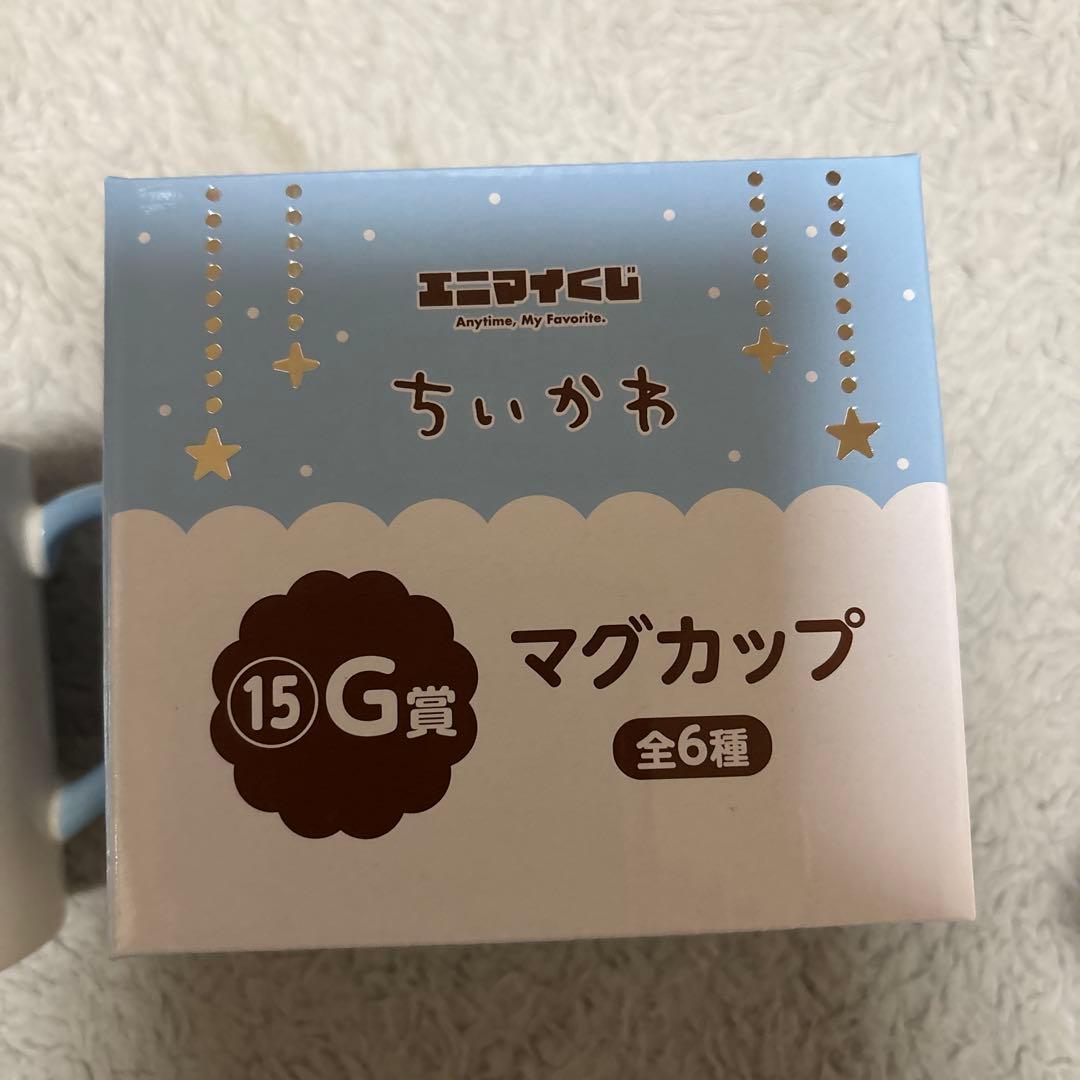 エニマイくじ
Anytime, My Favorite.
ちいかわ
⑮G賞
マグカップ
全6種